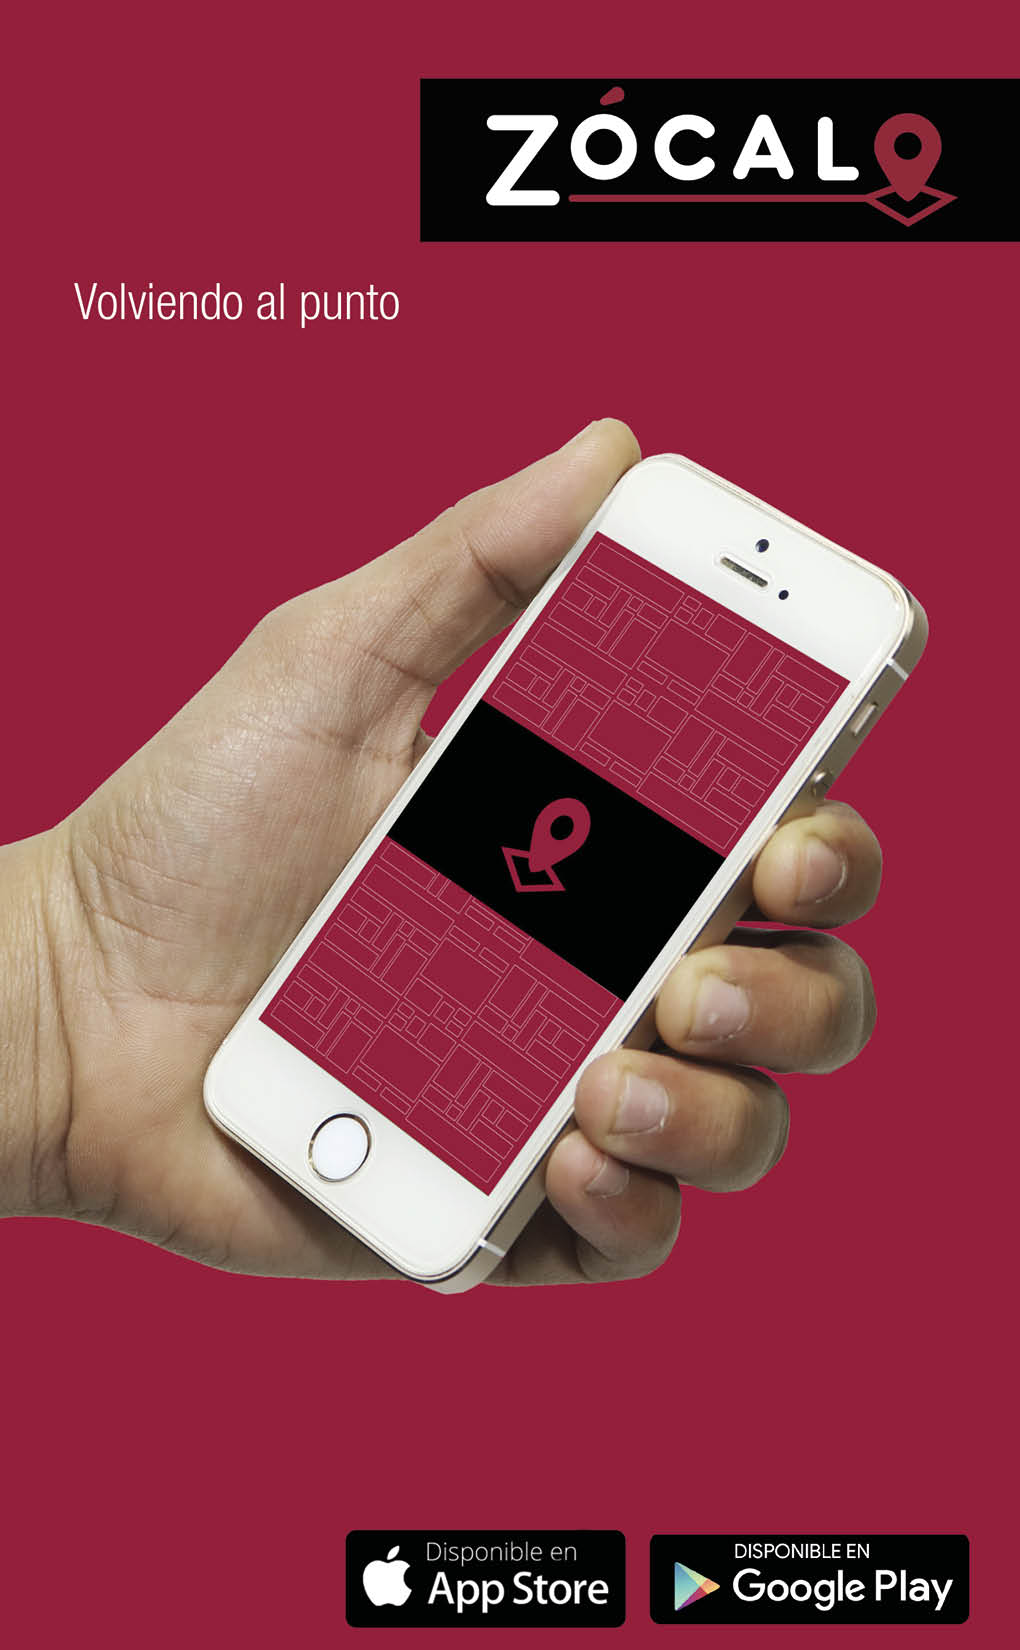 ZÓCALO
Volviendo al punto
Disponible en
App Store
DISPONIBLE EN
Google Play